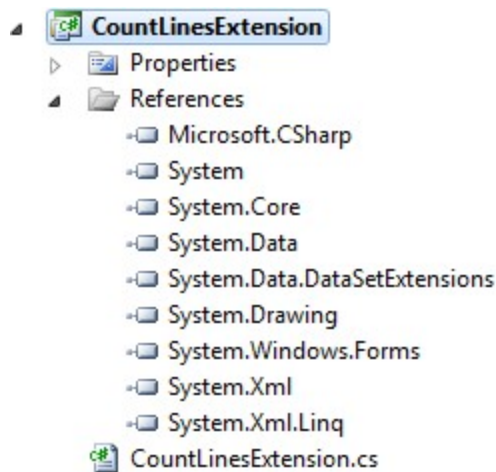 CountLinesExtension
Properties
References
Microsoft.CSharp
System
System.Core
System.Data
System.Data.DataSetExtensions
System.Drawing
System.Windows.Forms
System.Xml
System.Xml.Linq
CountLinesExtension.cs